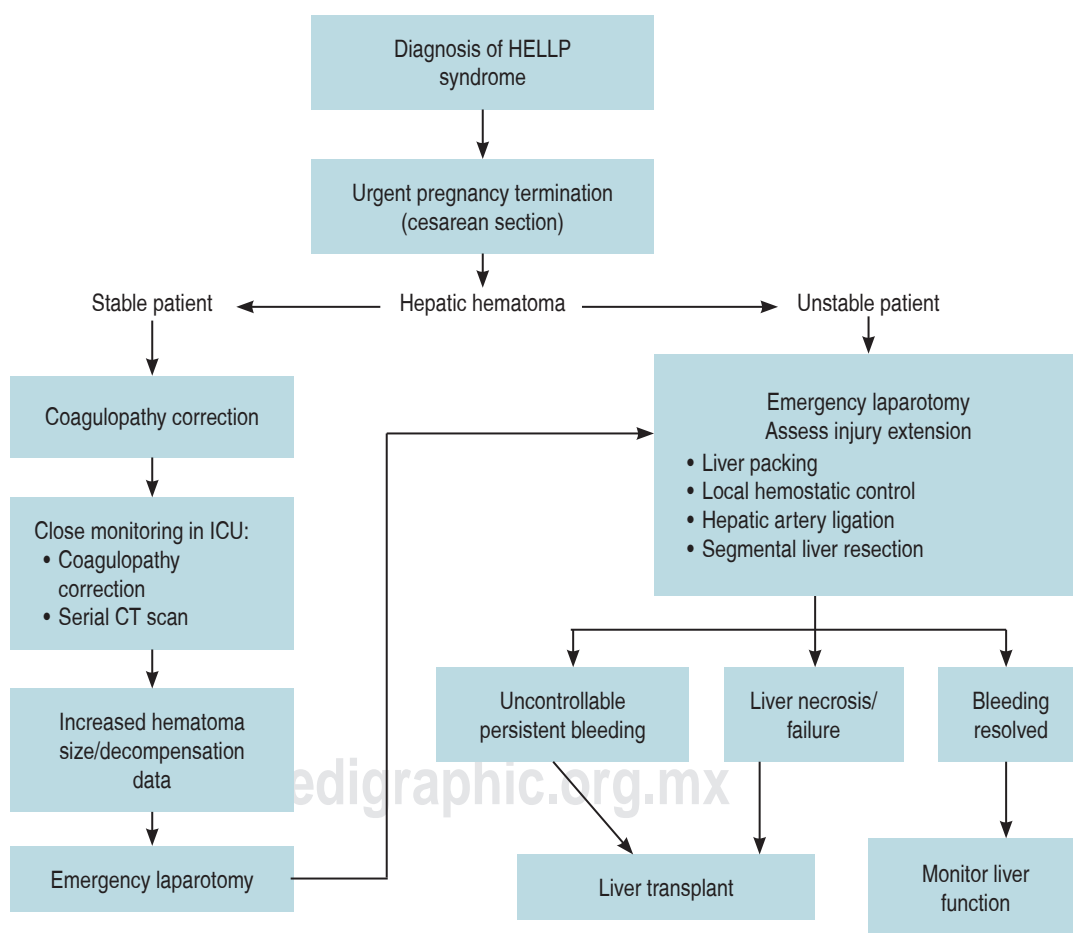 Diagnosis of HELLP
syndrome
Urgent pregnancy termination
(cesarean section)
Stable patient
Hepatic hematoma
Unstable patient
Coagulopathy correction
Close monitoring in ICU:
• Coagulopathy
correction
• Serial CT scan
Increased hematoma
size/decompensation
data
Emergency laparotomy
Emergency laparotomy
Assess injury extension
• Liver packing
• Local hemostatic control
• Hepatic artery ligation
• Segmental liver resection
Uncontrollable
persistent bleeding
Liver necrosis/
failure
Bleeding
resolved
Liver transplant
Monitor liver
function
edigraphic.org.mx